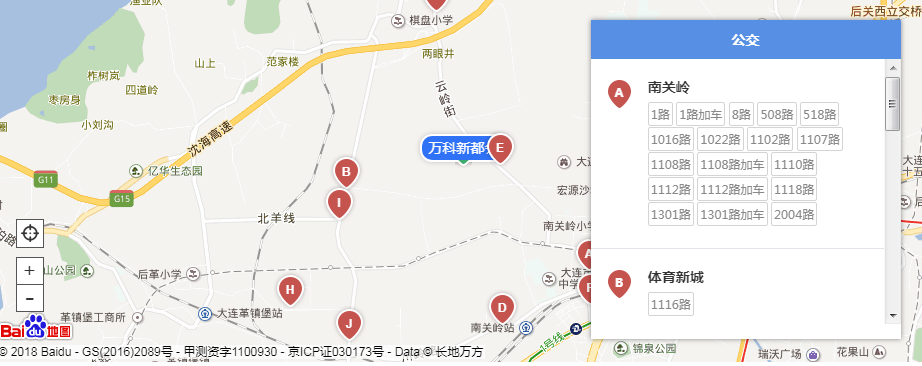 渔业队
后关西立交桥
棋盘小学
公交
两眼井
山上
范家楼
柞树岚
四道岭
枣房身
云岭街
小刘沟
沈海高速
万科新都
E
亿华生态园
B
G11
G15
宏源沙
I
北羊线
南关岭小学
山公园
后革小学
H
D
J
大连革镇堡站
革镇堡工商所
南关岭站
1号线
锦泉公园
瑞沃广场
花果山
A
南关岭
1路 1路加车 8路 508路 518路
1016路 1022路 1102路 1107路
1108路 1108路加车 1110路
1112路 1112路加车 1118路
1301路 1301路加车 2004路
B
体育新城
1116路
+
-
Bai du 地图
© 2018 Baidu - GS(2016)2089号 - 甲测资字1100930 - 京ICP证030173号 - Data © 长地万方